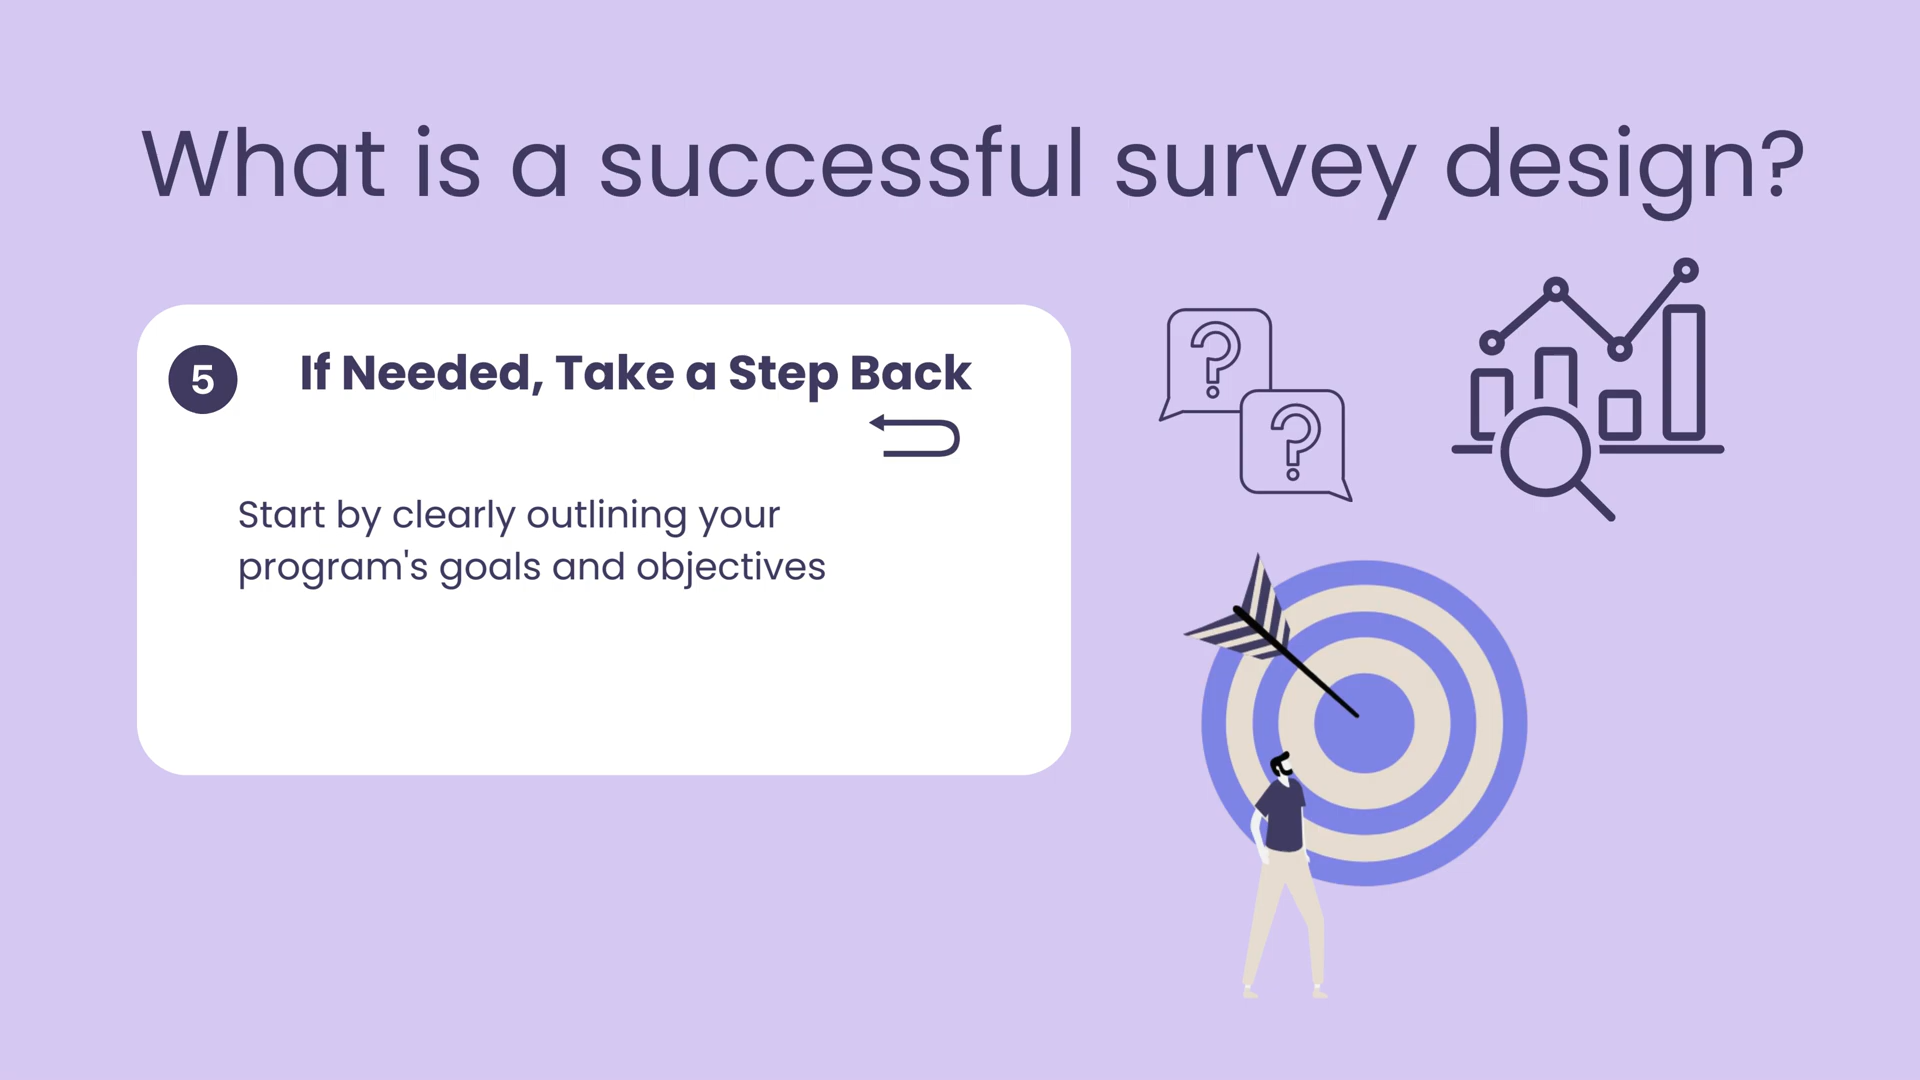 What is a successful survey design?
5
If Needed, Take a Step Back
Start by clearly outlining your
program's goals and objectives
?
?